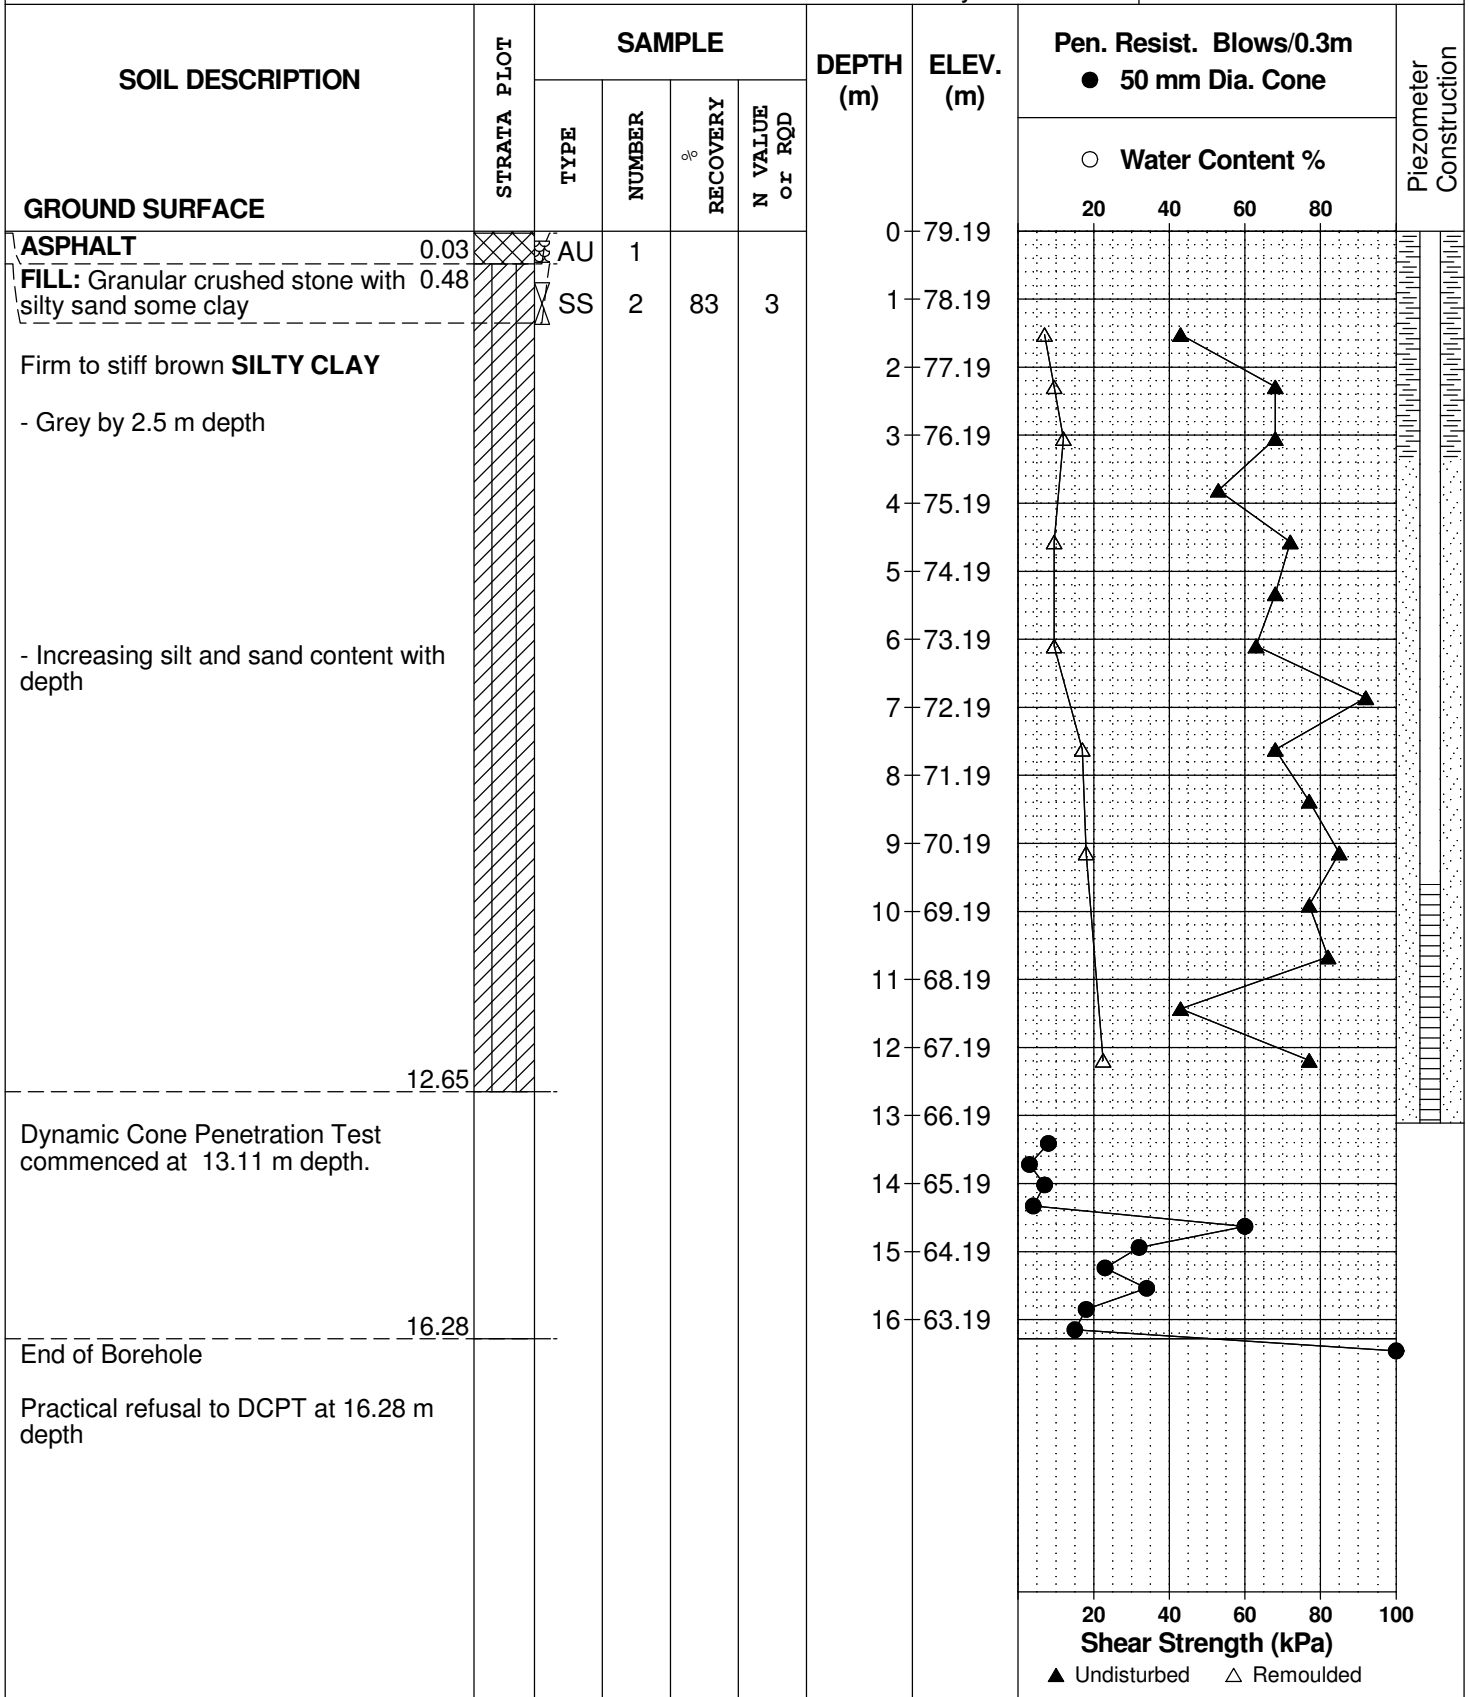 SOIL DESCRIPTION
GROUND SURFACE
STRATA PLOT
SAMPLE
TYPE
NUMBER
%
RECOVERY
N VALUE
or RQD
DEPTH
(m)
ELEV.
(m)
Pen. Resist. Blows/0.3m
● 50 mm Dia. Cone
○ Water Content %
20 40 60 80
Piezometer
Construction
ASPHALT 0.03
FILL: Granular crushed stone with 0.48
silty sand some clay
Firm to stiff brown SILTY CLAY
- Grey by 2.5 m depth
- Increasing silt and sand content with
depth
12.65
Dynamic Cone Penetration Test
commenced at 13.11 m depth.
16.28
End of Borehole
Practical refusal to DCPT at 16.28 m
depth
AU 1
SS 2 83 3
0 79.19
1 78.19
2 77.19
3 76.19
4 75.19
5 74.19
6 73.19
7 72.19
8 71.19
9 70.19
10 69.19
11 68.19
12 67.19
13 66.19
14 65.19
15 64.19
16 63.19
20 40 60 80 100
Shear Strength (kPa)
▲ Undisturbed △ Remoulded